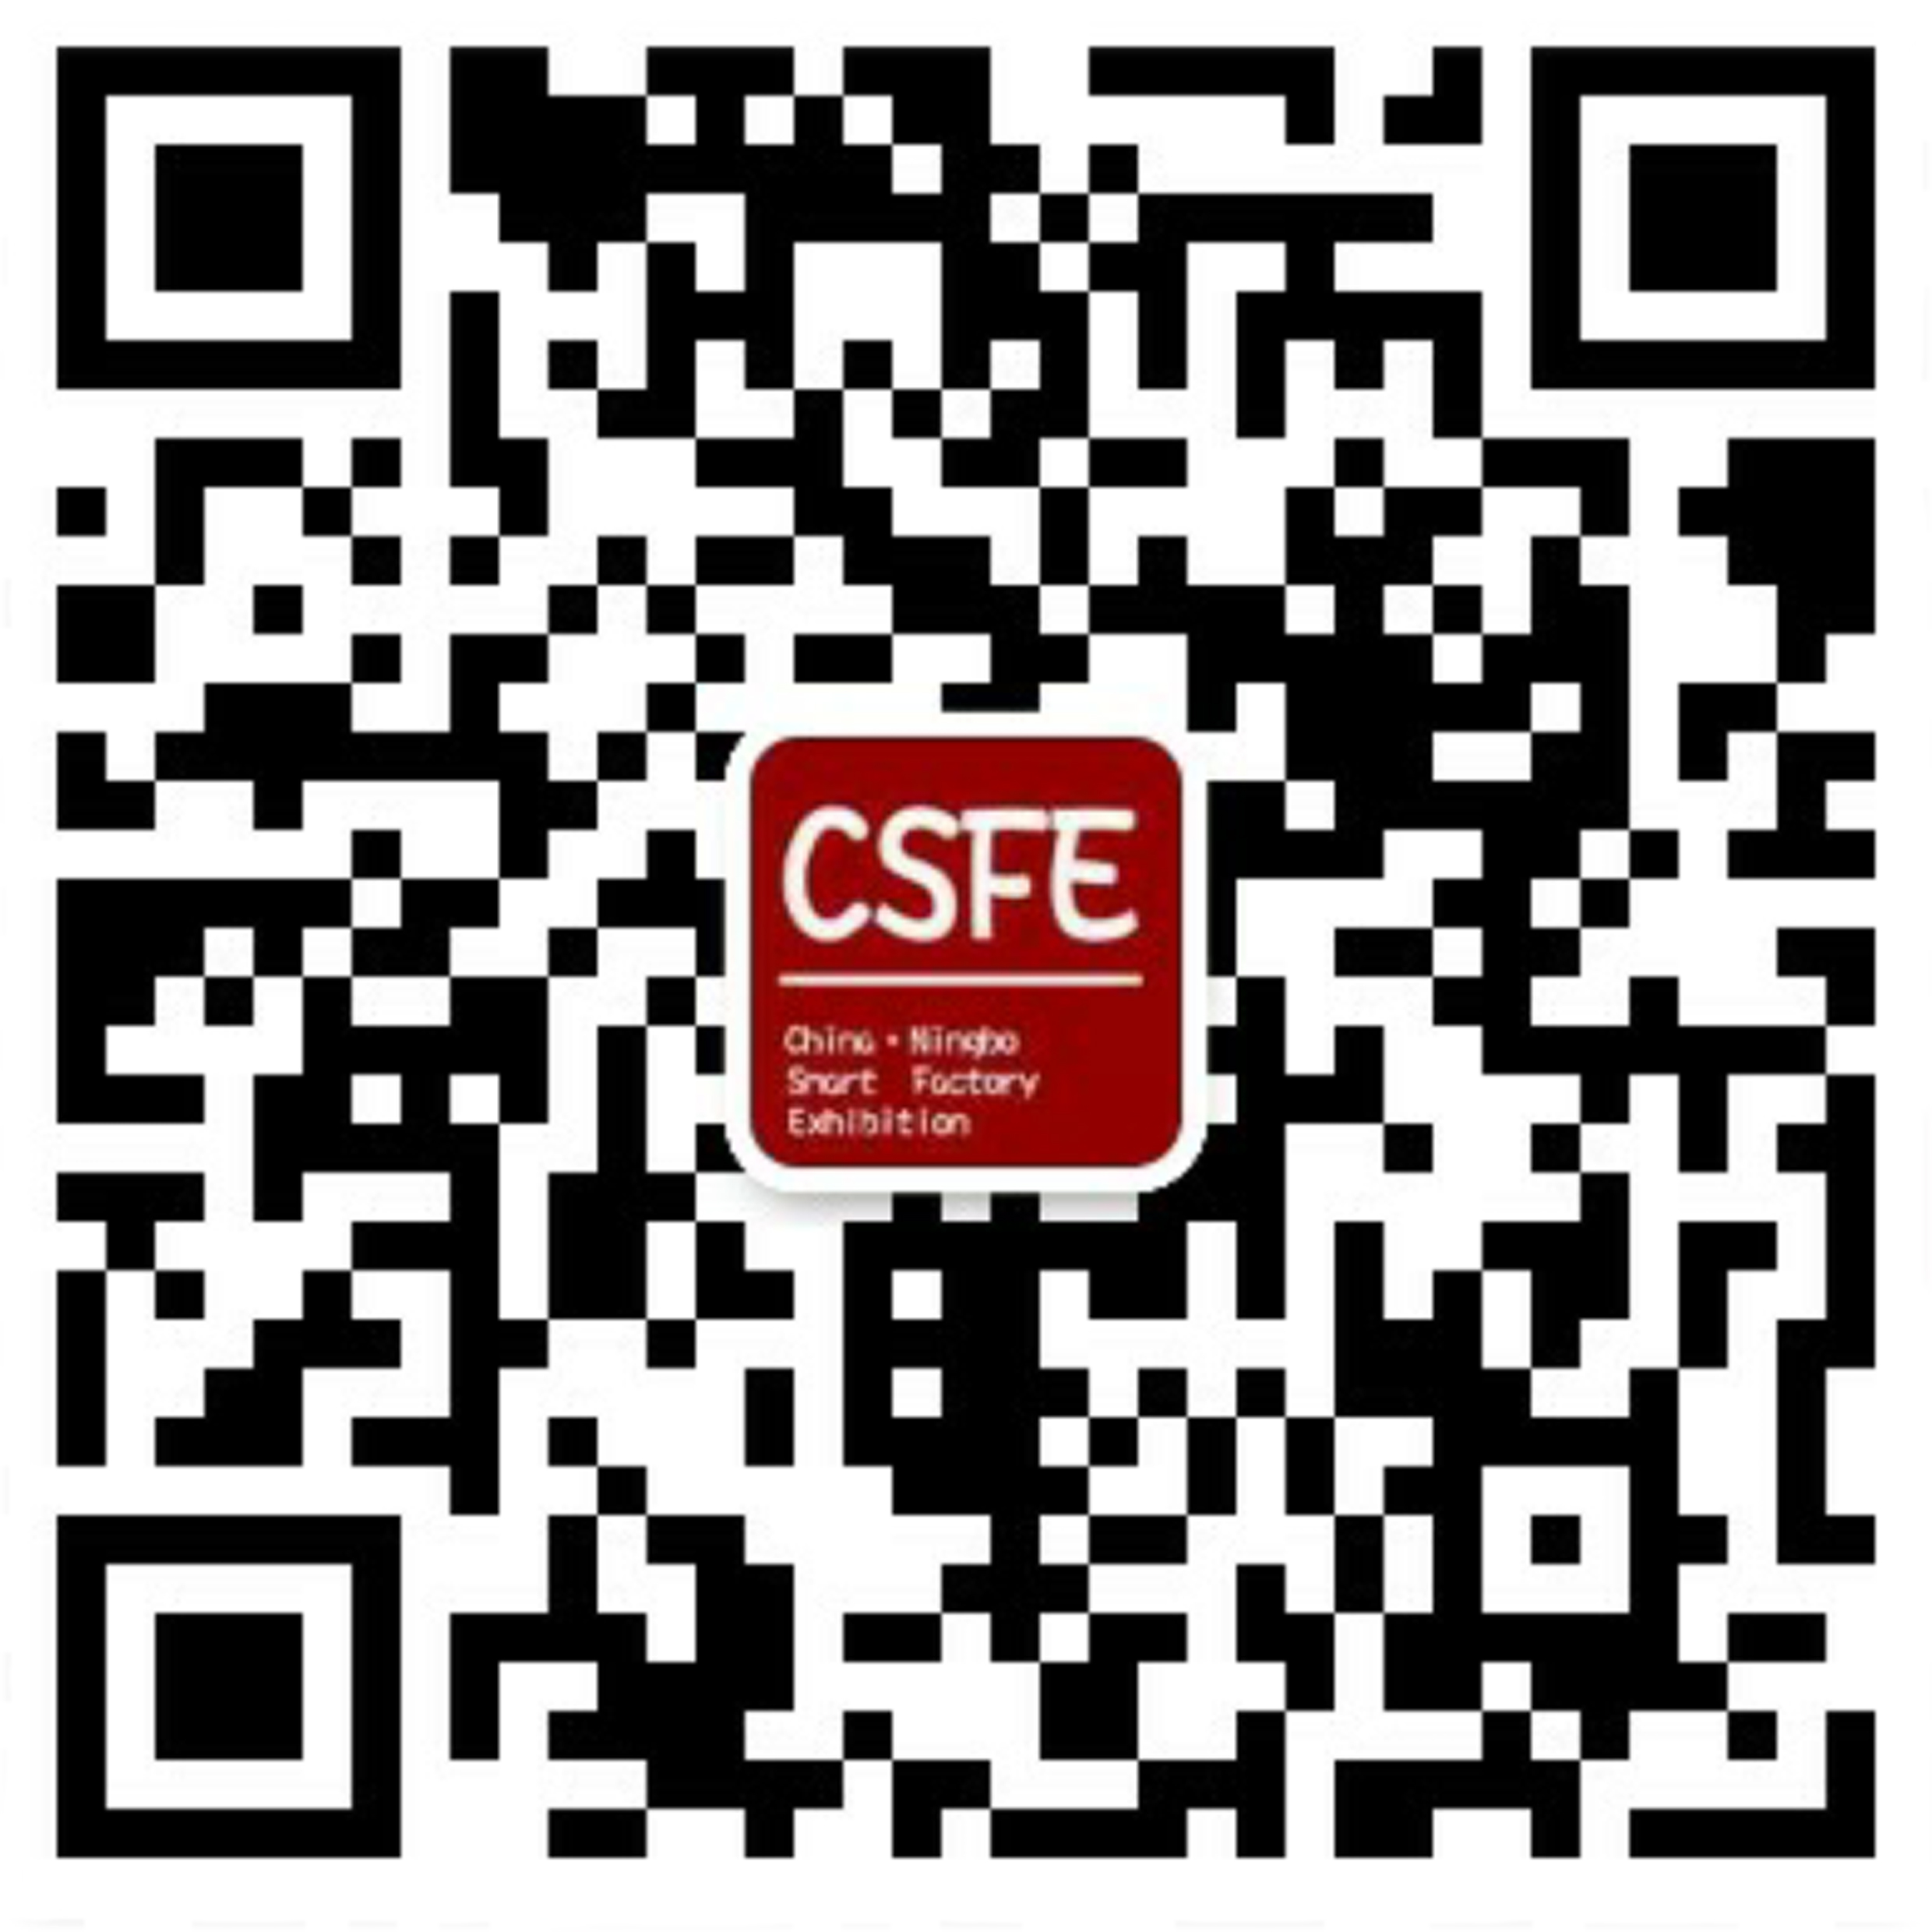 CSFE
China·Ningbo
Smart Factory
Exhibition